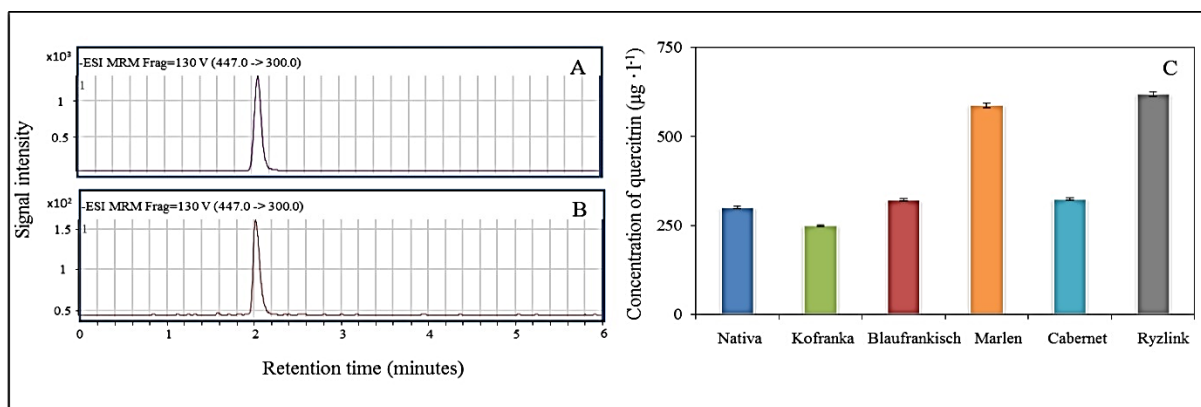 x10³
-ESI MRM Frag=130 V (447.0 -> 300.0)
A
1
1
0.5
x10²
-ESI MRM Frag=130 V (447.0 -> 300.0)
B
1
1.5
1
0.5
0 1 2 3 4 5 6
Signal intensity
Retention time (minutes)
C
Concentration of quercitrin (µg · l⁻¹)
750
500
250
0
Nativa Kofranka Blaufrankisch Marlen Cabernet Ryzlink